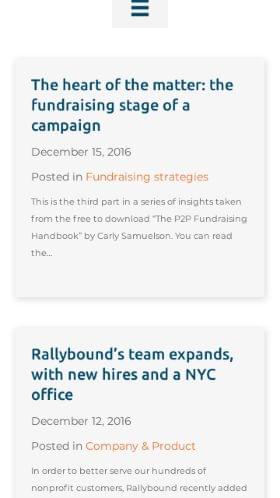 The heart of the matter: the
fundraising stage of a
campaign
December 15, 2016
Posted in Fundraising strategies
This is the third part in a series of insights taken
from the free to download “The P2P Fundraising
Handbook” by Carly Samuelson. You can read
the...
Rallybound’s team expands,
with new hires and a NYC
office
December 12, 2016
Posted in Company & Product
In order to better serve our hundreds of
nonprofit customers, Rallybound recently added